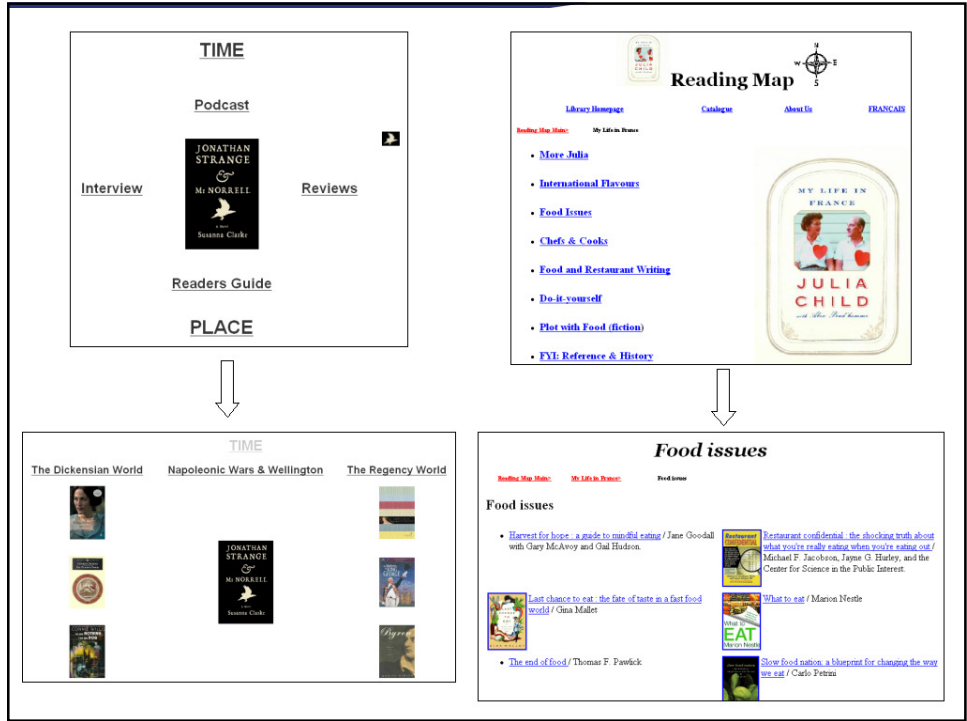 TIME
Podcast
JONATHAN
STRANGE
&
Mr NORRELL
a Novel
Susanna Clarke
Interview
Reviews
Readers Guide
PLACE
Reading Map
N
W
E
S
Library Homepage
Catalogue
About Us
FRANCAIS
Reading Map Main>
My Life in France
• More Julia
• International Flavours
• Food Issues
• Chefs & Cooks
• Food and Restaurant Writing
• Do-it-yourself
• Plot with Food (fiction)
• FYI: Reference & History
MY LIFE IN
FRANCE
JULIA
CHILD
TIME
The Dickensian World
Napoleonic Wars & Wellington
The Regency World
JONATHAN
STRANGE
&
Mr NORRELL
Susanna Clarke
Byron
Food issues
Reading Map Main>
My Life in France>
Food issues
Food issues
• Harvest for hope : a guide to mindful eating / Jane Goodall
with Gary McAvoy and Gail Hudson.
Last chance to eat : the fate of taste in a fast food
world / Gina Mallet
• The end of food / Thomas F. Pawlick
Restaurant
CONFIDENTIAL
Restaurant confidential : the shocking truth about
what you're really eating when you're eating out /
Michael F. Jacobson, Jayne G. Hurley, and the
Center for Science in the Public Interest.
What to
EAT
Marion Nestle
What to eat / Marion Nestle
Slow food nation: a blueprint for changing the way
we eat / Carlo Petrini